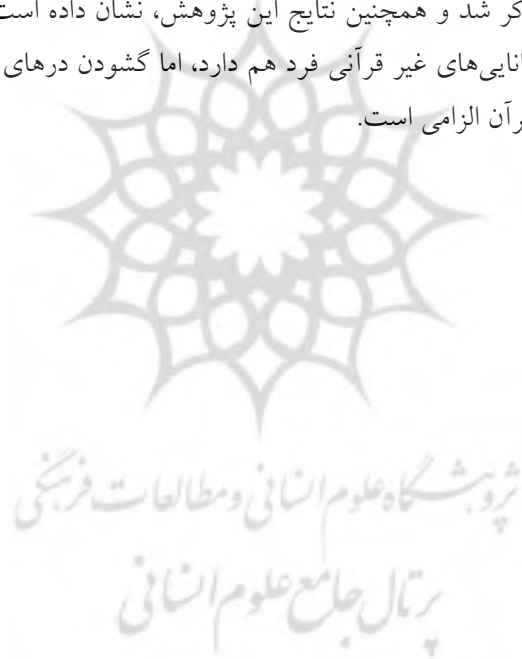 کر شد و همچنین نتایج این پژوهش، نشان داده است
انایی‌های غیر قرآنی فرد هم دارد، اما گشودن درهای
رآن الزامی است.
پژوهشگاه علوم انسانی و مطالعات فرهنگی
پرتال جامع علوم انسانی